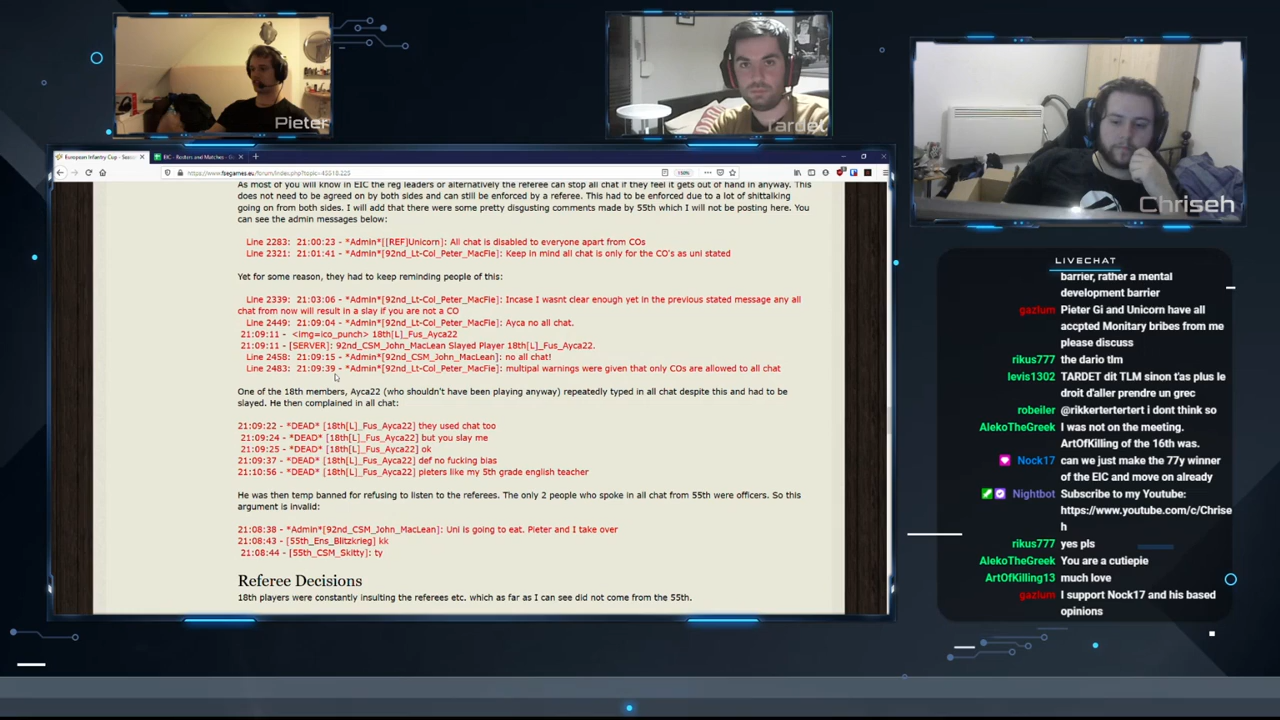 Pieter
Tardet
Chriseh
European Infantry Cup - Seas
EIC - Rosters and Matches - Go
https://www.fsegames.eu/forum/index.php?topic=45518.225
150%
As most of you will know in EIC the reg leaders or alternatively the referee can stop all chat if they feel it gets out of hand in anyway. This
does not need to be agreed on by both sides and can still be enforced by a referee. This had to be enforced due to a lot of shittalking
going on from both sides. I will add that there were some pretty disgusting comments made by 55th which I will not be posting here. You
can see the admin messages below:
Line 2283: 21:00:23 - *Admin*[[REF]Unicorn]: All chat is disabled to everyone apart from COs
Line 2321: 21:01:41 - *Admin*[92nd_Lt-Col_Peter_MacFie]: Keep in mind all chat is only for the CO's as uni stated
Yet for some reason, they had to keep reminding people of this:
Line 2339: 21:03:06 - *Admin*[92nd_Lt-Col_Peter_MacFie]: Incase I wasnt clear enough yet in the previous stated message any all
chat from now will result in a slay if you are not a CO
Line 2449: 21:09:04 - *Admin*[92nd_Lt-Col_Peter_MacFie]: Ayca no all chat.
21:09:11 - <img=ico_punch> 18th[L]_Fus_Ayca22
21:09:11 - [SERVER]: 92nd_CSM_John_MacLean Slayed Player 18th[L]_Fus_Ayca22.
Line 2458: 21:09:15 - *Admin*[92nd_CSM_John_MacLean]: no all chat!
Line 2483: 21:09:39 - *Admin*[92nd_Lt-Col_Peter_MacFie]: multipal warnings were given that only COs are allowed to all chat
One of the 18th members, Ayca22 (who shouldn't have been playing anyway) repeatedly typed in all chat despite this and had to be
slayed. He then complained in all chat:
21:09:22 - *DEAD* [18th[L]_Fus_Ayca22] they used chat too
21:09:24 - *DEAD* [18th[L]_Fus_Ayca22] but you slay me
21:09:25 - *DEAD* [18th[L]_Fus_Ayca22] ok
21:09:37 - *DEAD* [18th[L]_Fus_Ayca22] def no fucking bias
21:10:56 - *DEAD* [18th[L]_Fus_Ayca22] pieters like my 5th grade english teacher
He was then temp banned for refusing to listen to the referees. The only 2 people who spoke in all chat from 55th were officers. So this
argument is invalid:
21:08:38 - *Admin*[92nd_CSM_John_MacLean]: Uni is going to eat. Pieter and I take over
21:08:43 - [55th_Ens_Blitzkrieg] kk
21:08:44 - [55th_CSM_Skitty]: ty
Referee Decisions
18th players were constantly insulting the referees etc. which as far as I can see did not come from the 55th.
LIVECHAT
barrier, rather a mental
development barrier
gazlum Pieter Gi and Unicorn have all
accpted Monitary bribes from me
please discuss
rikus777 the dario tlm
levis1302 TARDET dit TLM sinon t'as plus le
droit d'aller prendre un grec
robeiler @rikkertertertert i dont think so
AlekoTheGreek I was not on the meeting.
ArtOfKilling of the 16th was.
Nock17 can we just make the 77y winner
of the EIC and move on already
Nightbot Subscribe to my Youtube:
https://www.youtube.com/c/Chrise
h
rikus777 yes pls
AlekoTheGreek You are a cutiepie
ArtOfKilling13 much love
gazlum I support Nock17 and his based
opinions